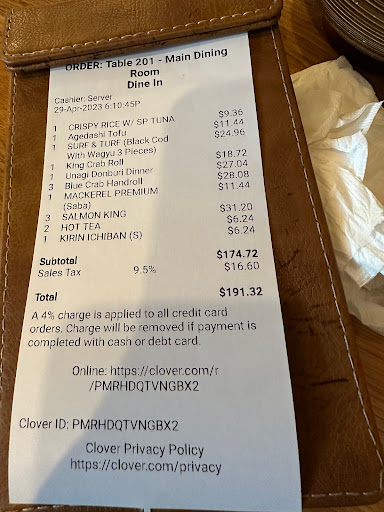 ORDER: Table 201 - Main Dining
Room
Dine In
Cashier: Server
29-Apr-2023 6:10:45P
1 CRISPY RICE W/ SP TUNA $9.36
1 Agedashi Tofu $11.44
1 SURF & TURF (Black Cod $24.96
With Wagyu 3 Pieces)
1 King Crab Roll $18.72
1 Unagi Donburi Dinner $27.04
3 Blue Crab Handroll $28.08
1 MACKEREL PREMIUM $11.44
(Saba)
3 SALMON KING $31.20
2 HOT TEA $6.24
1 KIRIN ICHIBAN (S) $6.24
Subtotal $174.72
Sales Tax 9.5% $16.60
Total $191.32
A 4% charge is applied to all credit card
orders. Charge will be removed if payment is
completed with cash or debit card.
Online: https://clover.com/r
/PMRHDQTVNGBX2
Clover ID: PMRHDQTVNGBX2
Clover Privacy Policy
https://clover.com/privacy